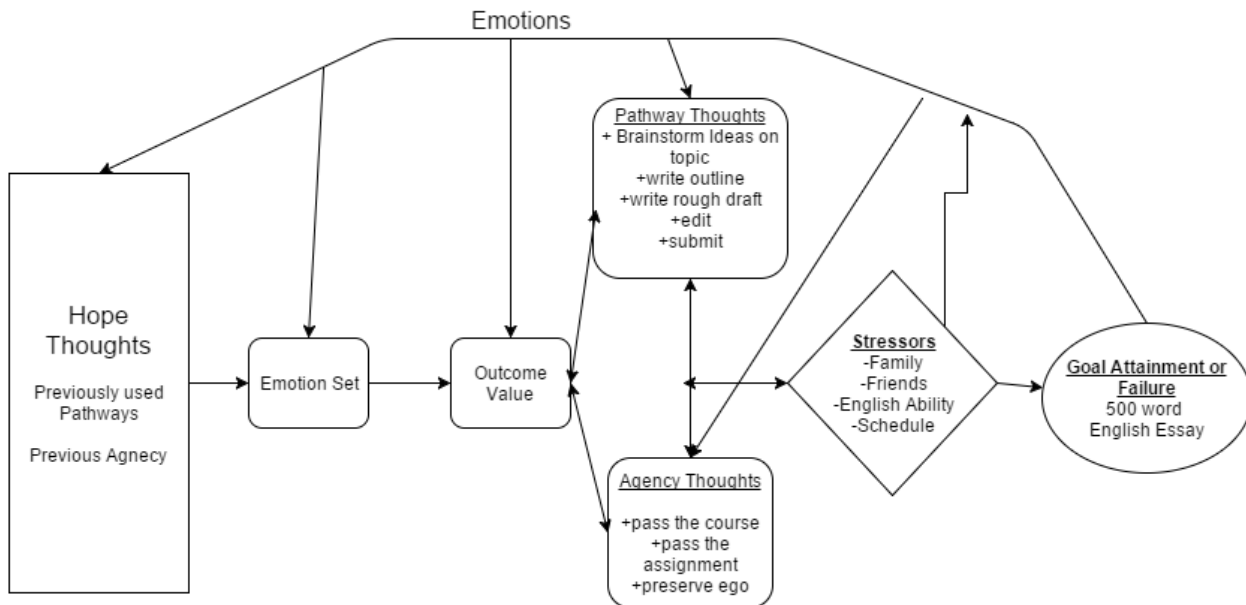 Emotions
Hope
Thoughts
Previously used
Pathways
Previous Agnecy
Emotion Set
Outcome
Value
Pathway Thoughts
+ Brainstorm Ideas on
topic
+write outline
+write rough draft
+edit
+submit
Agency Thoughts
+pass the course
+pass the
assignment
+preserve ego
Stressors
-Family
-Friends
-English Ability
-Schedule
Goal Attainment or
Failure
500 word
English Essay